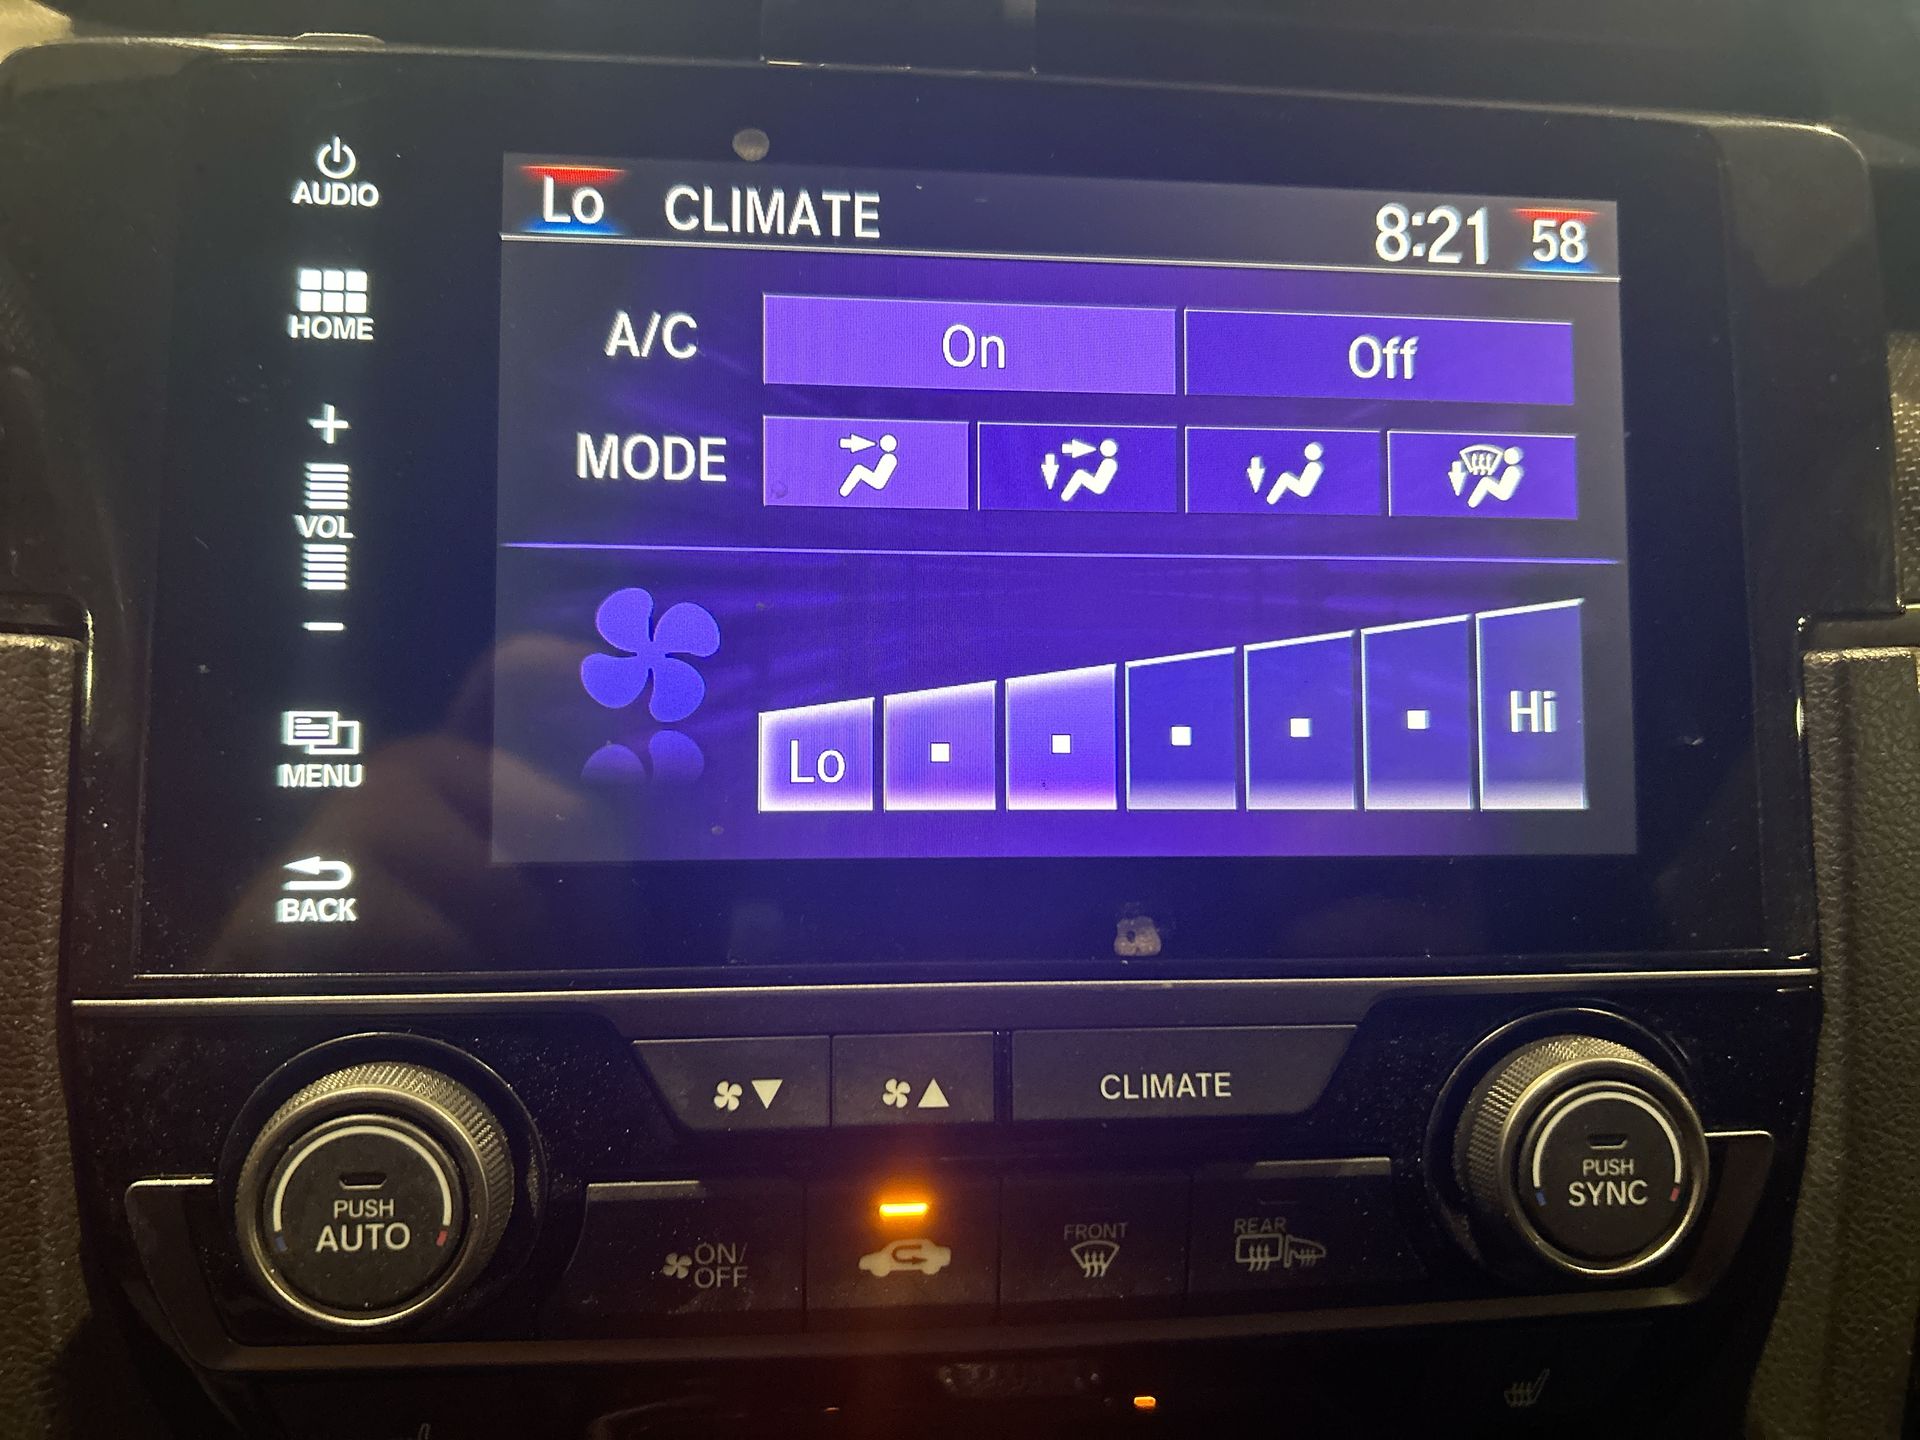 AUDIO
HOME
+
VOL
−
MENU
BACK
Lo CLIMATE 8:21 58
A/C On Off
MODE
Lo Hi
CLIMATE
PUSH
AUTO
ON/
OFF
FRONT
REAR
PUSH
SYNC